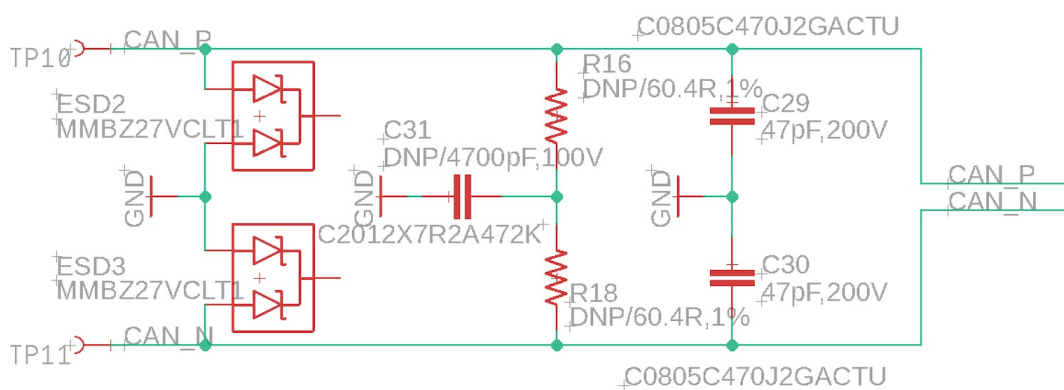 C0805C470J2GACTU
CAN_P
TP10
R16
DNP/60.4R,1%
ESD2
MMBZ27VCLT1
C29
47pF,200V
C31
DNP/4700pF,100V
GND
GND
GND
CAN_P
CAN_N
C2012X7R2A472K
ESD3
MMBZ27VCLT1
C30
47pF,200V
R18
DNP/60.4R,1%
CAN_N
TP11
C0805C470J2GACTU